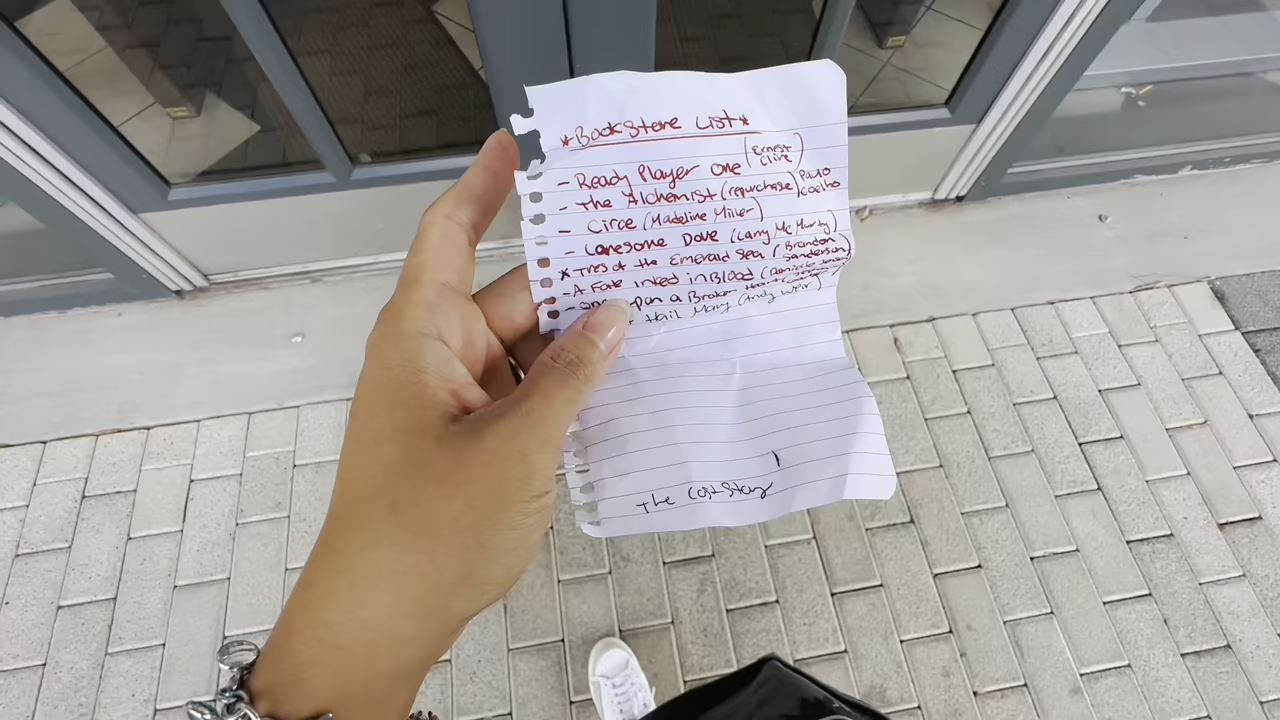 *Bookstore List*
- Ready Player one (Ernest Cline)
- The Alchemist (repurchase) Paulo Coelho
- Circe (Madeline Miller)
- Lonesome Dove (Larry McMurty)
* Tres of the Emerald Sea (Brandon Sanderson)
- A Fate inked in Blood
- upon a Broken Heart
Hail Mary (Andy Weir)
The Last Story